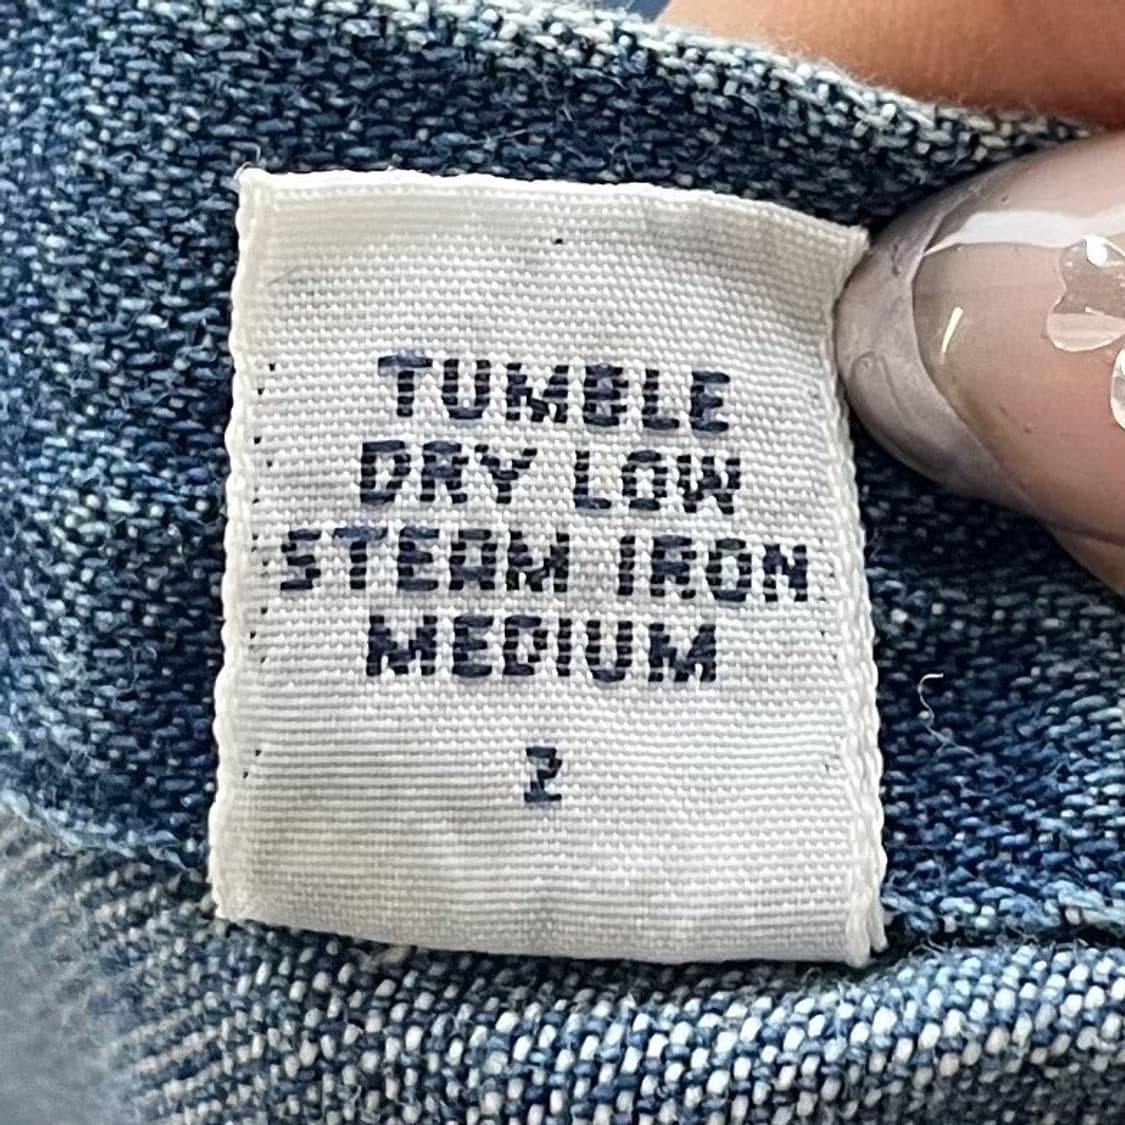 TUMBLE
DRY LOW
STEAM IRON
MEDIUM
2